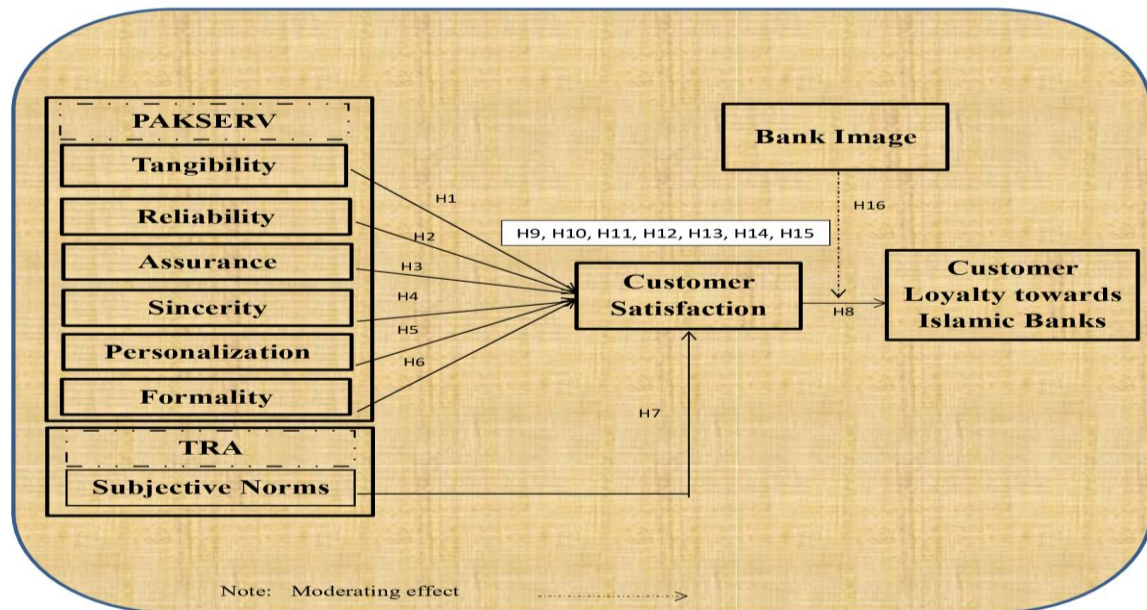 PAKSERV
Tangibility
Reliability
Assurance
Sincerity
Personalization
Formality
TRA
Subjective Norms
H1
H2
H3
H4
H5
H6
H7
H9, H10, H11, H12, H13, H14, H15
Customer
Satisfaction
Bank Image
H16
H8
Customer
Loyalty towards
Islamic Banks
Note: Moderating effect